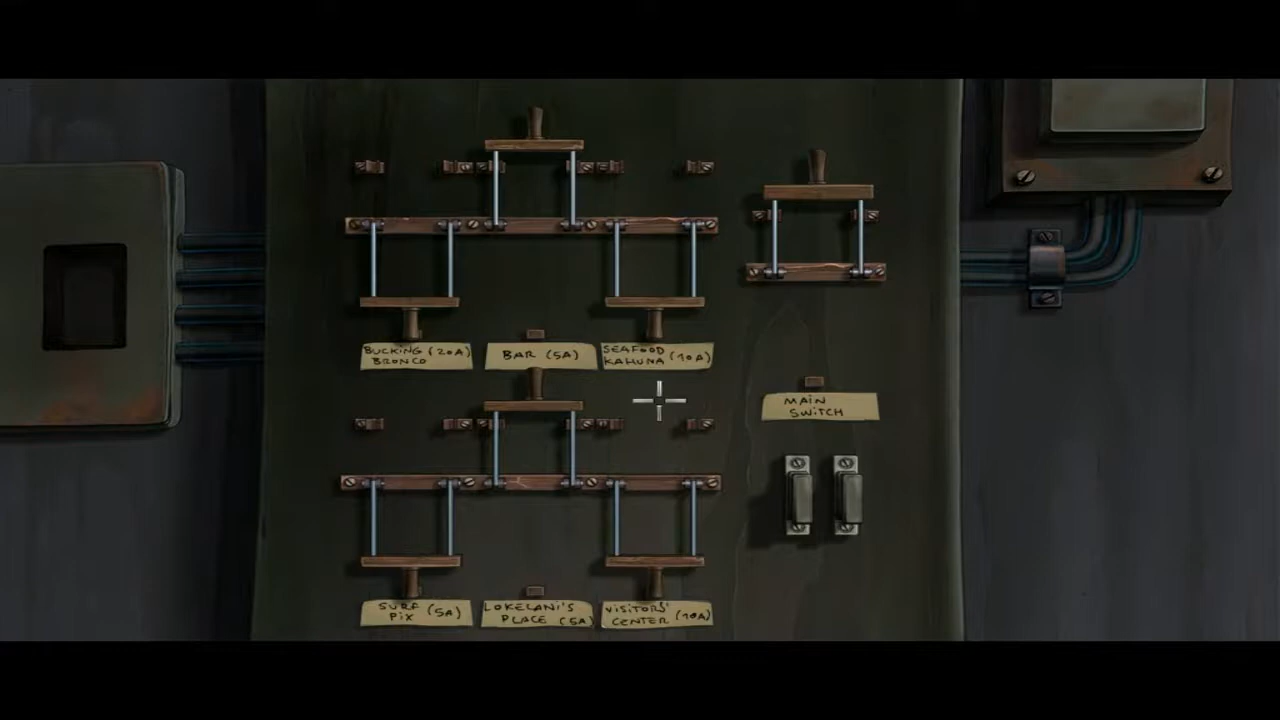 BUCKING (20A)
BRONCO
BAR (5A)
SEAFOOD
KAHUNA (10A)
MAIN
SWITCH
SURF (5A)
PIX
LOKELANI'S
PLACE (5A)
VISITORS'
CENTER (10A)